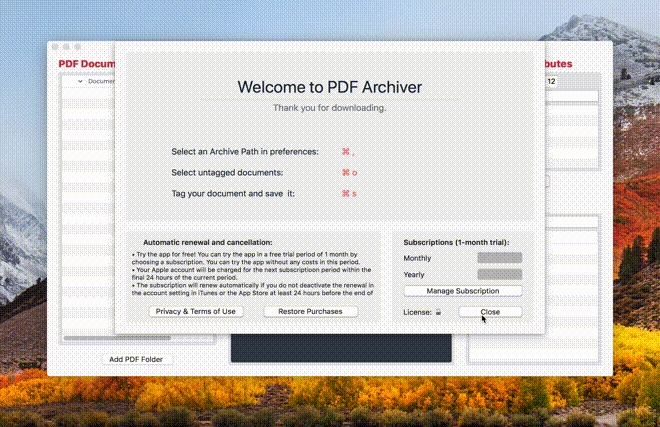 PDF Docum
butes
Docume
12
Welcome to PDF Archiver
Thank you for downloading.
Select an Archive Path in preferences: ⌘ ,
Select untagged documents: ⌘ o
Tag your document and save it: ⌘ s
Automatic renewal and cancellation:
• Try the app for free! You can try the app in a free trial period of 1 month by
choosing a subscription. You can try the app without any costs in this period.
• Your Apple account will be charged for the next subscriptioon period within the
final 24 hours of the current period.
• The subscription will renew automatically if you do not deactivate the renewal in
the account setting in iTunes or the App Store at least 24 hours before the end of
Privacy & Terms of Use
Restore Purchases
Subscriptions (1-month trial):
Monthly
Yearly
Manage Subscription
License:
Close
Add PDF Folder